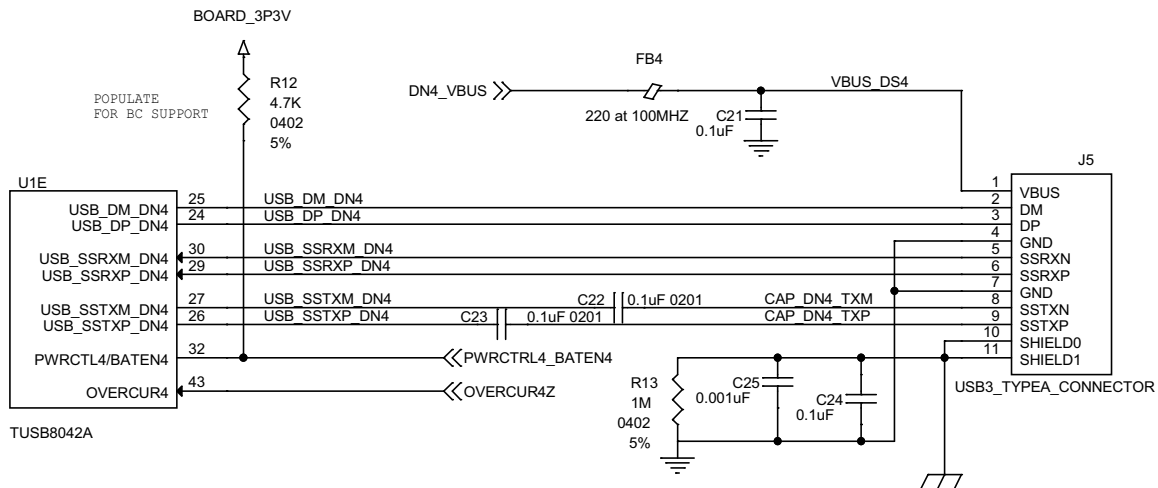 BOARD_3P3V
POPULATE
FOR BC SUPPORT
R12
4.7K
0402
5%
DN4_VBUS
FB4
220 at 100MHZ
VBUS_DS4
C21
0.1uF
J5
U1E
USB_DM_DN4 25 USB_DM_DN4
USB_DP_DN4 24 USB_DP_DN4
USB_SSRXM_DN4 30 USB_SSRXM_DN4
USB_SSRXP_DN4 29 USB_SSRXP_DN4
USB_SSTXM_DN4 27 USB_SSTXM_DN4 C22 0.1uF 0201 CAP_DN4_TXM
USB_SSTXP_DN4 26 USB_SSTXP_DN4 C23 0.1uF 0201 CAP_DN4_TXP
PWRCTL4/BATEN4 32 PWRCTRL4_BATEN4
OVERCUR4 43 OVERCUR4Z
TUSB8042A
1 VBUS
2 DM
3 DP
4 GND
5 SSRXN
6 SSRXP
7 GND
8 SSTXN
9 SSTXP
10 SHIELD0
11 SHIELD1
USB3_TYPEA_CONNECTOR
R13
1M
0402
5%
C25
0.001uF
C24
0.1uF